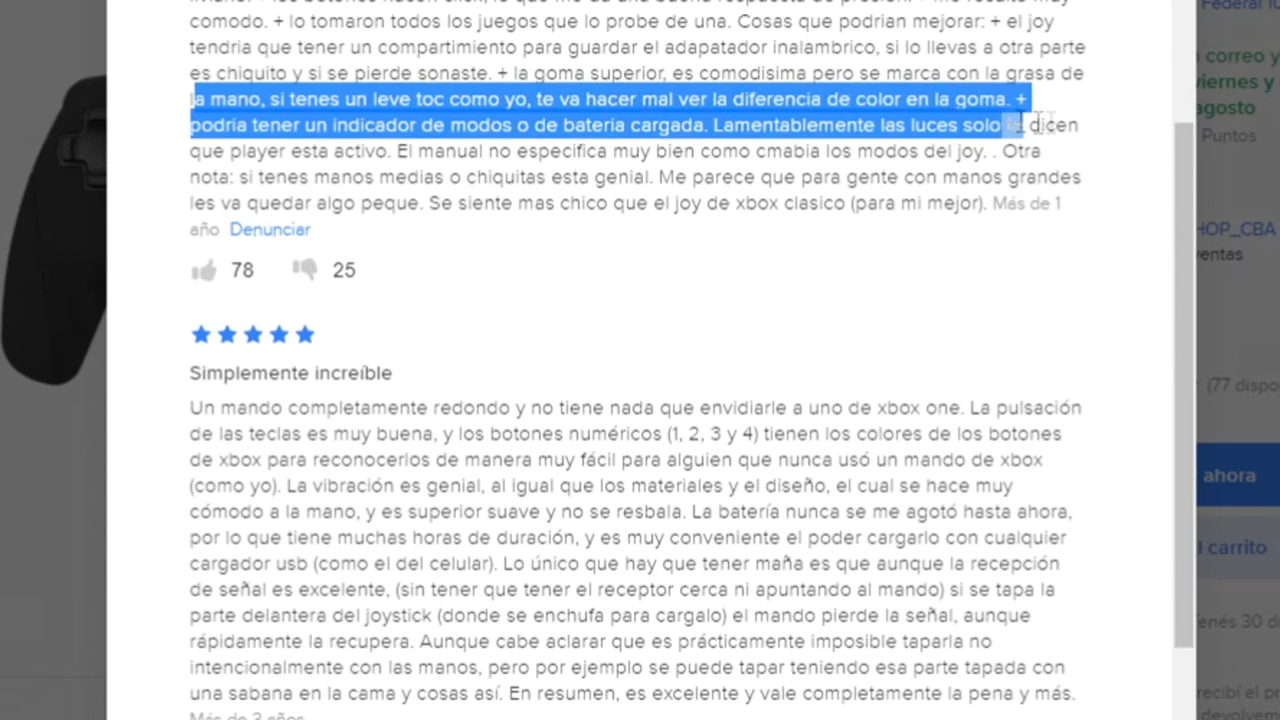 comodo. + lo tomaron todos los juegos que lo probe de una. Cosas que podrian mejorar: + el joy
tendria que tener un compartimiento para guardar el adapatador inalambrico, si lo llevas a otra parte
es chiquito y si se pierde sonaste. + la goma superior, es comodisima pero se marca con la grasa de
la mano, si tenes un leve toc como yo, te va hacer mal ver la diferencia de color en la goma. +
podria tener un indicador de modos o de bateria cargada. Lamentablemente las luces solo dicen
que player esta activo. El manual no especifica muy bien como cmabia los modos del joy. . Otra
nota: si tenes manos medias o chiquitas esta genial. Me parece que para gente con manos grandes
les va quedar algo peque. Se siente mas chico que el joy de xbox clasico (para mi mejor). Más de 1
año Denunciar
78 25
Simplemente increíble
Un mando completamente redondo y no tiene nada que envidiarle a uno de xbox one. La pulsación
de las teclas es muy buena, y los botones numéricos (1, 2, 3 y 4) tienen los colores de los botones
de xbox para reconocerlos de manera muy fácil para alguien que nunca usó un mando de xbox
(como yo). La vibración es genial, al igual que los materiales y el diseño, el cual se hace muy
cómodo a la mano, y es superior suave y no se resbala. La batería nunca se me agotó hasta ahora,
por lo que tiene muchas horas de duración, y es muy conveniente el poder cargarlo con cualquier
cargador usb (como el del celular). Lo único que hay que tener maña es que aunque la recepción
de señal es excelente, (sin tener que tener el receptor cerca ni apuntando al mando) si se tapa la
parte delantera del joystick (donde se enchufa para cargalo) el mando pierde la señal, aunque
rápidamente la recupera. Aunque cabe aclarar que es prácticamente imposible taparla no
intencionalmente con las manos, pero por ejemplo se puede tapar teniendo esa parte tapada con
una sabana en la cama y cosas así. En resumen, es excelente y vale completamente la pena y más.
Más de 3 años
Federal
correo y
viernes y
agosto
Puntos
HOP_CBA
ventas
(77 dispo
ahora
l carrito
enés 30 d
recibí el pr
devolvem